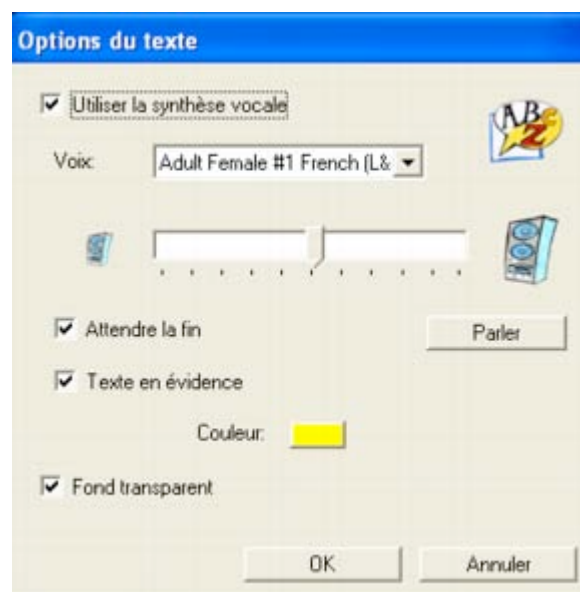 Options du texte
Utiliser la synthèse vocale
ABC
Z
Voix:
Adult Female #1 French (L&
Attendre la fin
Parler
Texte en évidence
Couleur:
Fond transparent
OK
Annuler